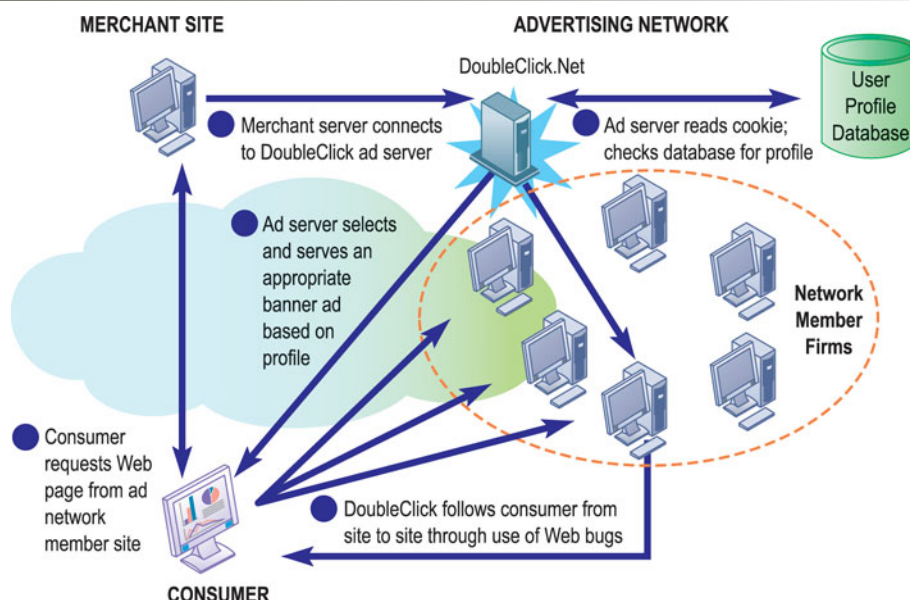 MERCHANT SITE
ADVERTISING NETWORK
DoubleClick.Net
User
Profile
Database
Merchant server connects
to DoubleClick ad server
Ad server reads cookie;
checks database for profile
Ad server selects
and serves an
appropriate
banner ad
based on
profile
Network
Member
Firms
Consumer
requests Web
page from ad
network
member site
DoubleClick follows consumer from
site to site through use of Web bugs
CONSUMER